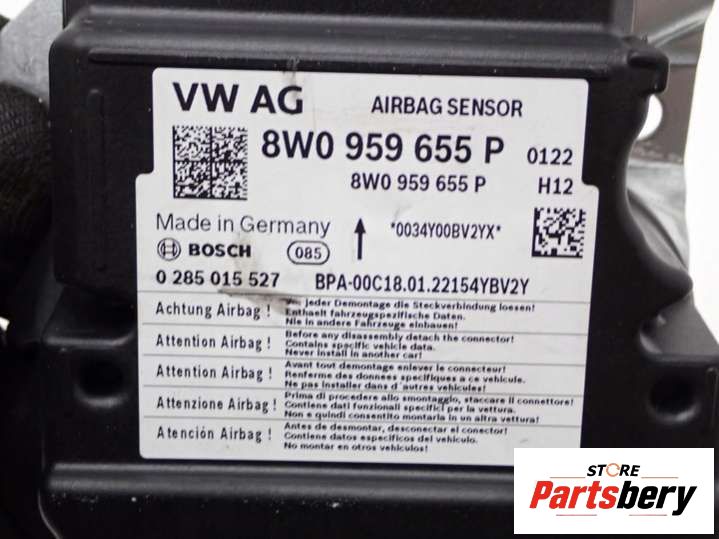 VW AG AIRBAG SENSOR
8W0 959 655 P 0122
8W0 959 655 P H12
Made in Germany *0034Y00BV2YX*
BOSCH 085
0 285 015 527 BPA-00C18.01.22154YBV2Y
Achtung Airbag !
jeder Demontage die Steckverbindung loesen!
Enthaelt fahrzeugspezifische Daten.
Nie in andere Fahrzeuge einbauen!
Attention Airbag !
Before any disassembly detach the connector!
Contains specific vehicle data.
Never install in another car!
Attention Airbag !
Avant tout demontage enlever le connecteur!
Renferme des donnees specifiques a ce vehicule.
Ne pas installer dans d'autres vehicules!
Attenzione Airbag !
Prima di procedere allo smontaggio, staccare il connettore!
Contiene dati funzionali specifici per la vettura.
Non e quindi consentito montarla in un altra vettura!
Atención Airbag !
Antes de desmontar, desconectar el conector!
Contiene datos específicos del vehículo.
No montar en otros vehículos!
STORE
Partsbery